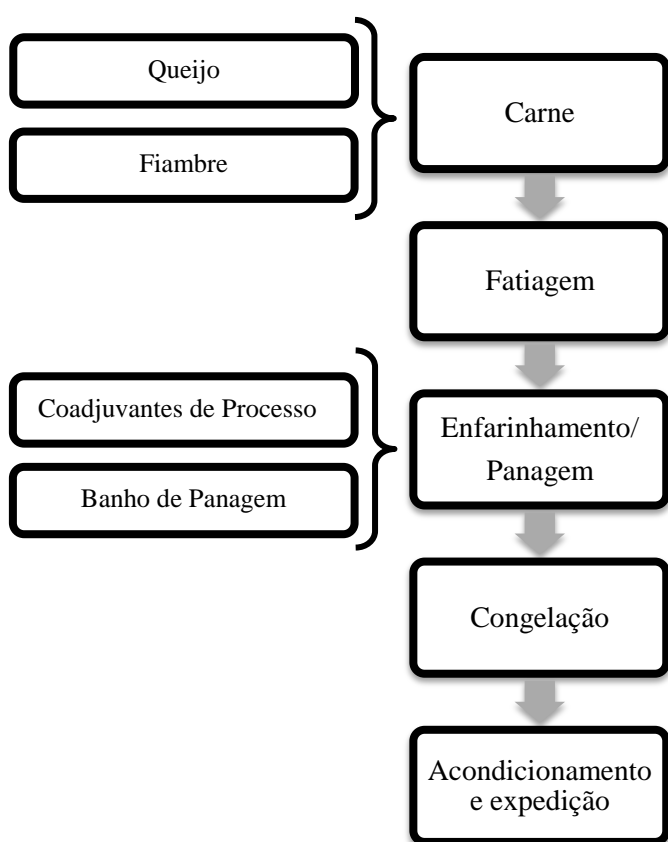 Queijo
Fiambre
Carne
Fatiagem
Coadjuvantes de Processo
Banho de Panagem
Enfarinhamento/
Panagem
Congelação
Acondicionamento
e expedição